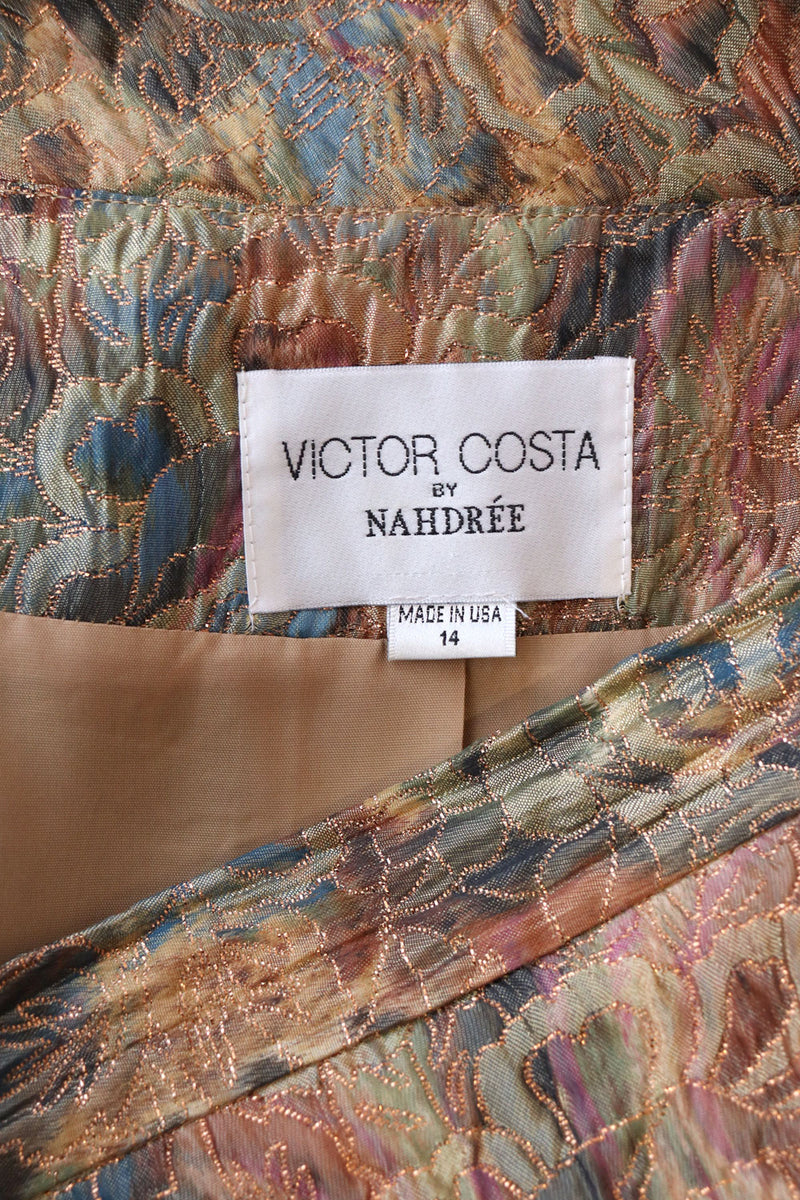 VICTOR COSTA
BY
NAHDRÉE
MADE IN USA
14